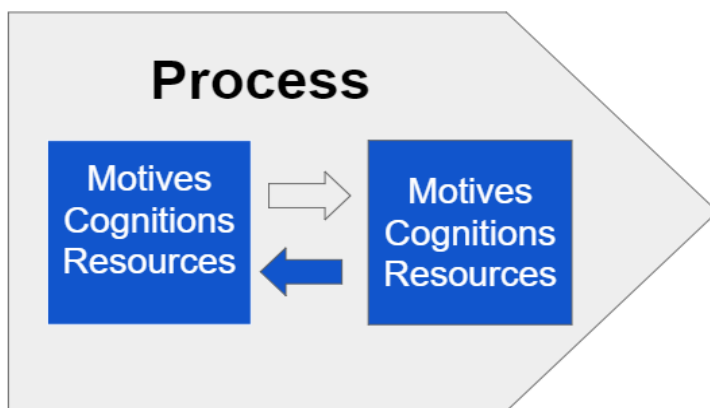 Process
Motives
Cognitions
Resources
Motives
Cognitions
Resources